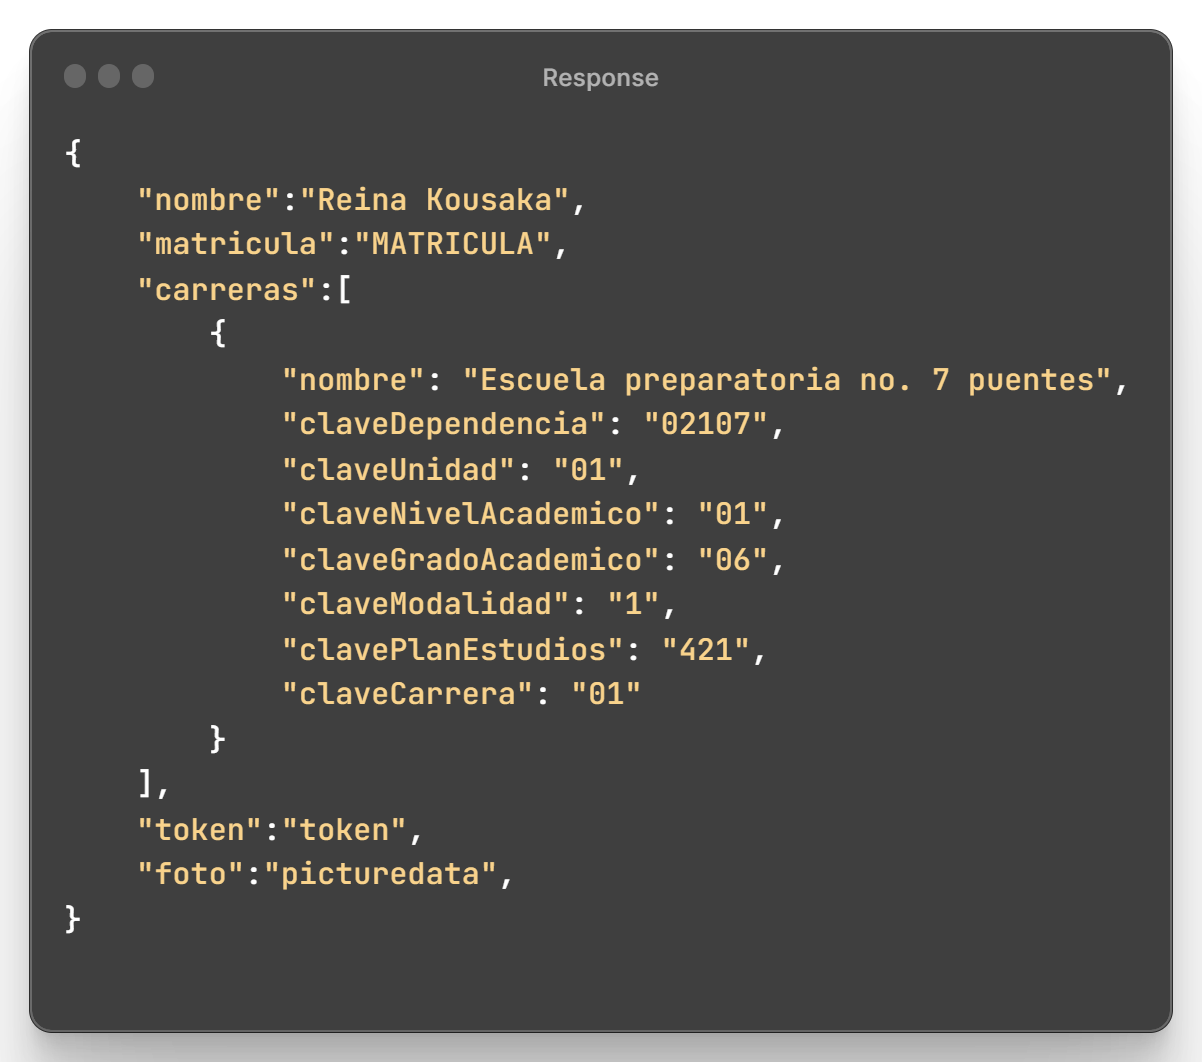 Response
{
"nombre":"Reina Kousaka",
"matricula":"MATRICULA",
"carreras":[
{
"nombre": "Escuela preparatoria no. 7 puentes",
"claveDependencia": "02107",
"claveUnidad": "01",
"claveNivelAcademico": "01",
"claveGradoAcademico": "06",
"claveModalidad": "1",
"clavePlanEstudios": "421",
"claveCarrera": "01"
}
],
"token":"token",
"foto":"picturedata",
}